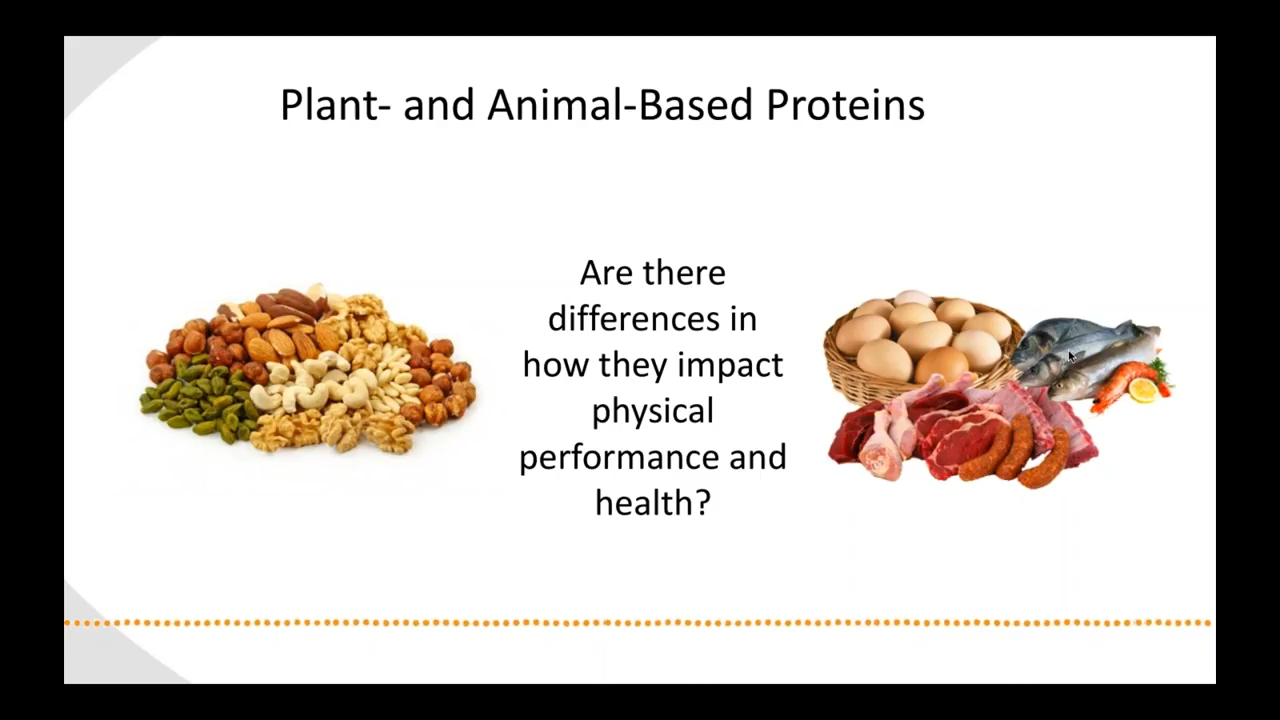 Plant- and Animal-Based Proteins
Are there
differences in
how they impact
physical
performance and
health?